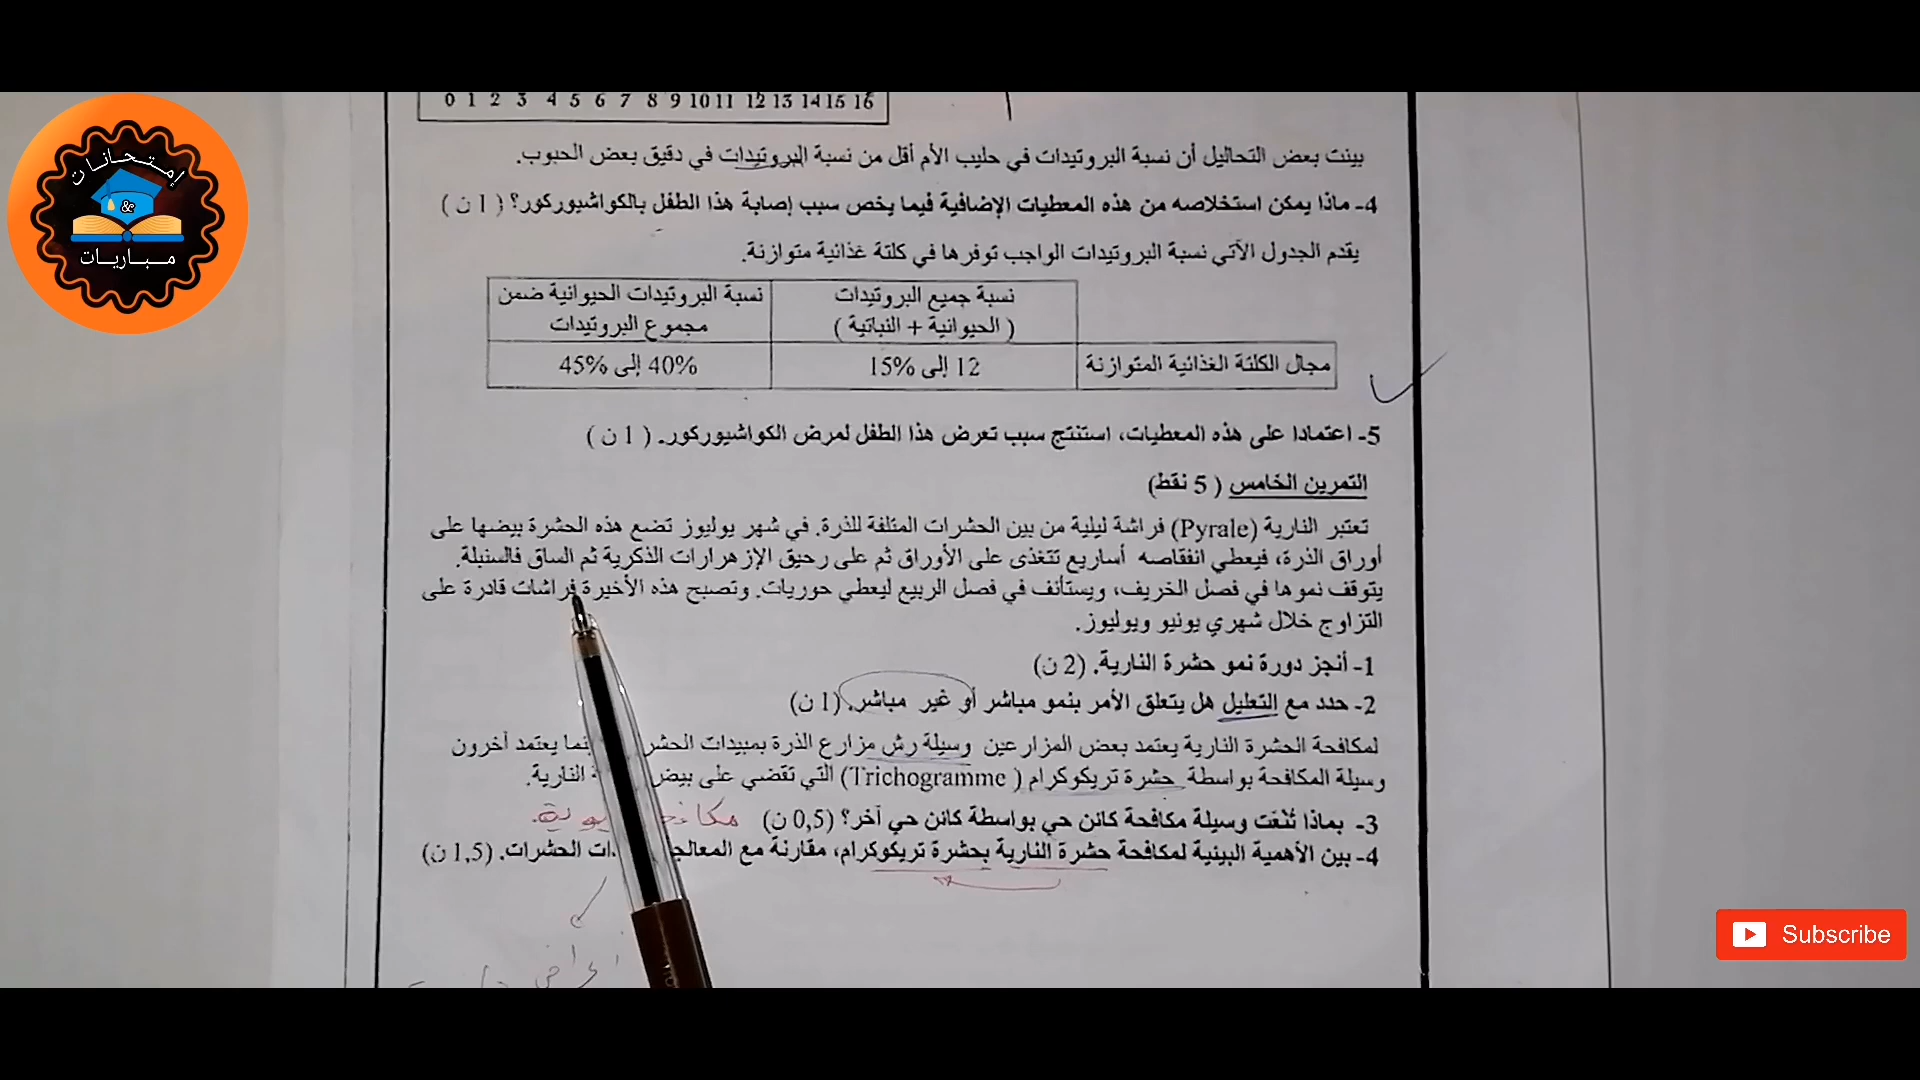 إمتحانات
&
مباريات
0 1 2 3 4 5 6 7 8 9 10 11 12 13 14 15 16
بينت بعض التحاليل أن نسبة البروتيدات في حليب الأم أقل من نسبة البروتيدات في دقيق بعض الحبوب.
4- ماذا يمكن استخلاصه من هذه المعطيات الإضافية فيما يخص سبب إصابة هذا الطفل بالكواشيوركور؟ ( 1 ن )
يقدم الجدول الآتي نسبة البروتيدات الواجب توفرها في كلتة غذائية متوازنة.
نسبة جميع البروتيدات
( الحيوانية + النباتية )
نسبة البروتيدات الحيوانية ضمن
مجموع البروتيدات
مجال الكلتة الغذائية المتوازنة
12 إلى 15%
40% إلى 45%
5- اعتمادا على هذه المعطيات، استنتج سبب تعرض هذا الطفل لمرض الكواشيوركور. ( 1 ن )
التمرين الخامس ( 5 نقط)
تعتبر النارية (Pyrale) فراشة ليلية من بين الحشرات المتلفة للذرة. في شهر يوليوز تضع هذه الحشرة بيضها على
أوراق الذرة، فيعطي انفقاصه أساريع تتغذى على الأوراق ثم على رحيق الإزهرارات الذكرية ثم الساق فالسنبلة.
يتوقف نموها في فصل الخريف، ويستأنف في فصل الربيع ليعطي حوريات. وتصبح هذه الأخيرة فراشات قادرة على
التزاوج خلال شهري يونيو ويوليوز.
1- أنجز دورة نمو حشرة النارية. (2 ن)
2- حدد مع التعليل هل يتعلق الأمر بنمو مباشر أو غير مباشر. (1 ن)
لمكافحة الحشرة النارية يعتمد بعض المزارعين وسيلة رش مزارع الذرة بمبيدات يعتمد آخرون
وسيلة المكافحة بواسطة حشرة تريكوكرام ( Trichogramme) التي تقضي على النارية.
3- بماذا تُنْعَت وسيلة مكافحة كائن حي بواسطة كائن حي آخر؟ (0,5 ن)
4- بين الأهمية البيئية لمكافحة حشرة النارية بحشرة تريكوكرام، مقارنة مع الحشرات. (1,5 ن)
Subscribe